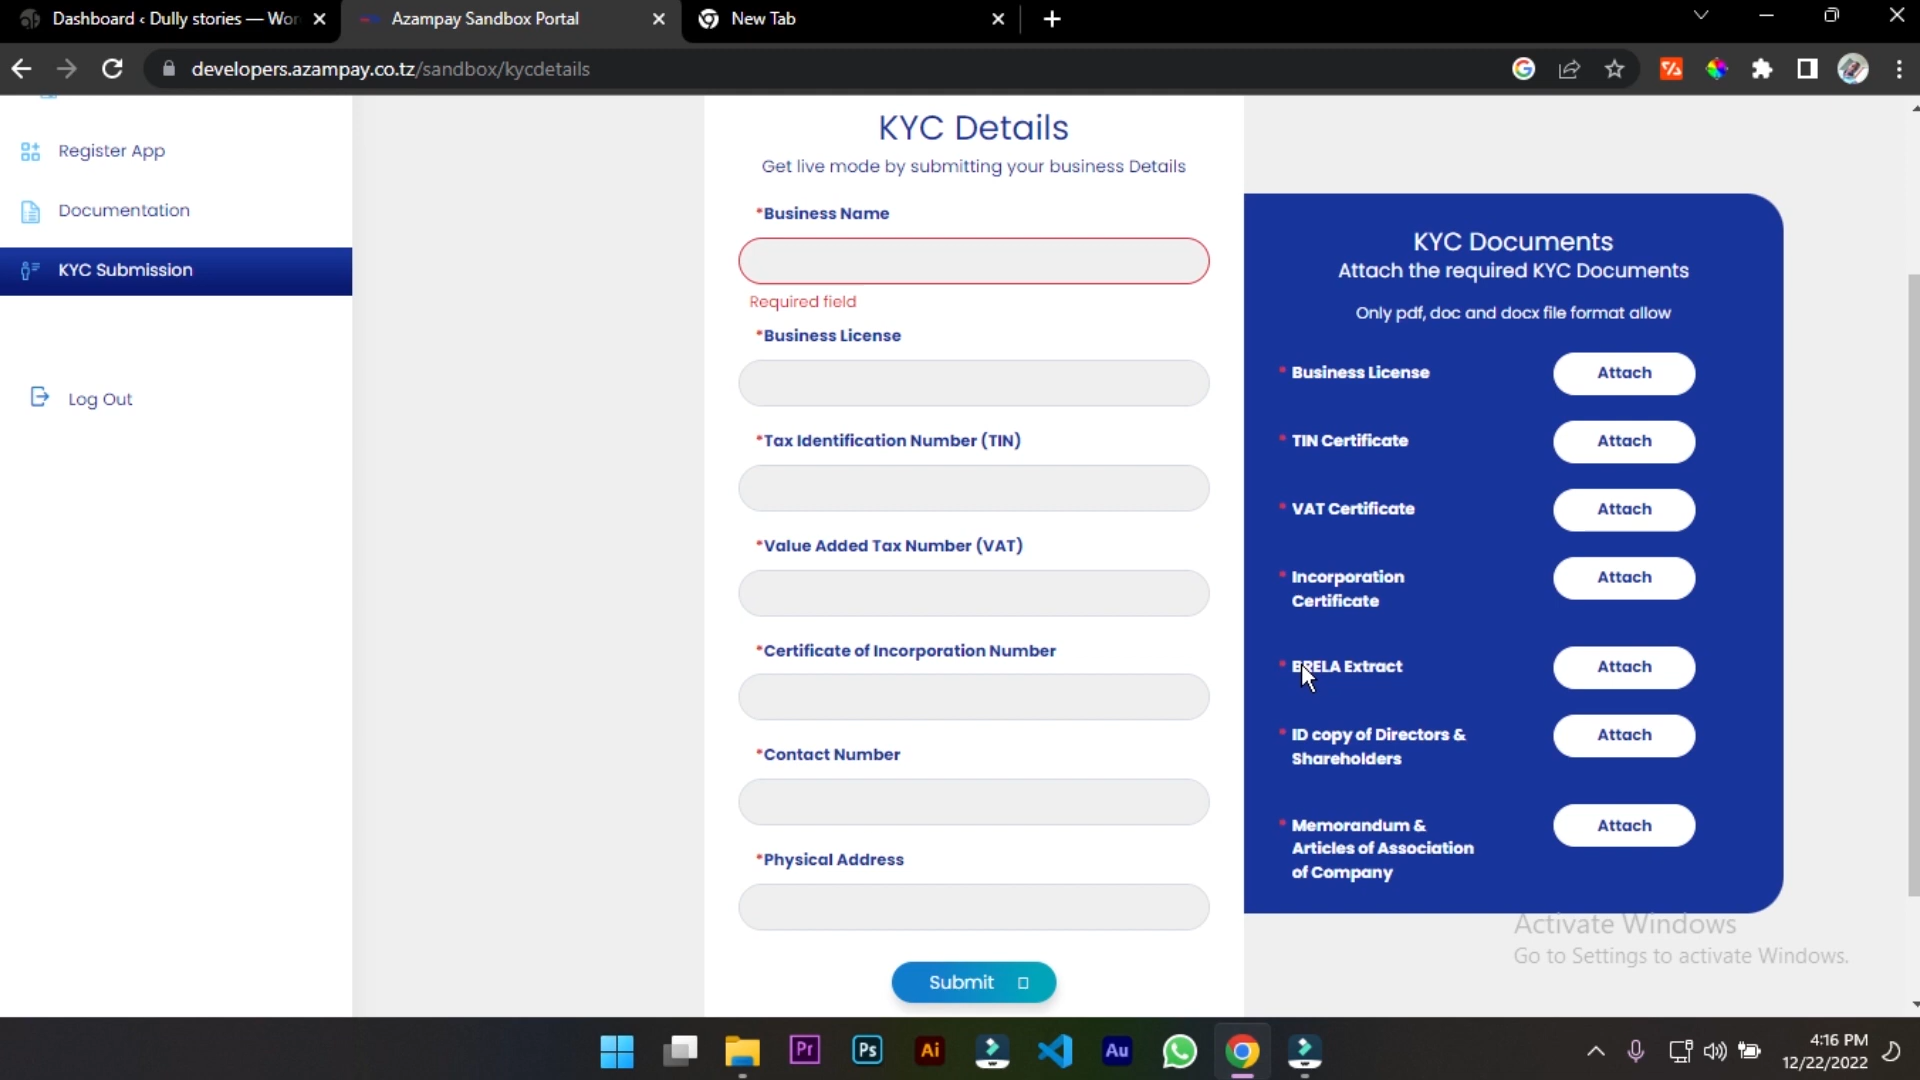 Dashboard ‹ Dully stories — Wor
Azampay Sandbox Portal
New Tab
developers.azampay.co.tz/sandbox/kycdetails
Register App
Documentation
KYC Submission
Log Out
KYC Details
Get live mode by submitting your business Details
*Business Name
Required field
*Business License
*Tax Identification Number (TIN)
*Value Added Tax Number (VAT)
*Certificate of Incorporation Number
*Contact Number
*Physical Address
Submit
KYC Documents
Attach the required KYC Documents
Only pdf, doc and docx file format allow
* Business License Attach
* TIN Certificate Attach
* VAT Certificate Attach
* Incorporation Attach
Certificate
* BRELA Extract Attach
* ID copy of Directors & Attach
Shareholders
* Memorandum & Attach
Articles of Association
of Company
Activate Windows
Go to Settings to activate Windows.
Pr
Ps
Ai
Au
4:16 PM
12/22/2022